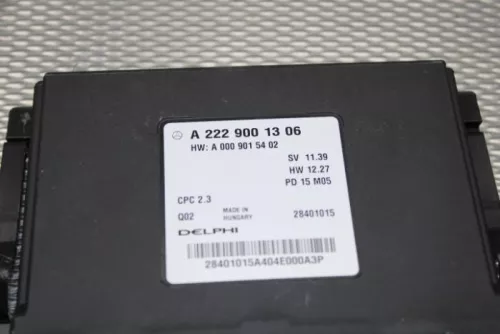 A 222 900 13 06
HW: A 000 901 54 02
SV 11.39
HW 12.27
PD 15 M05
CPC 2.3
Q02 MADE IN HUNGARY 28401015
DELPHI
28401015A404E000A3P